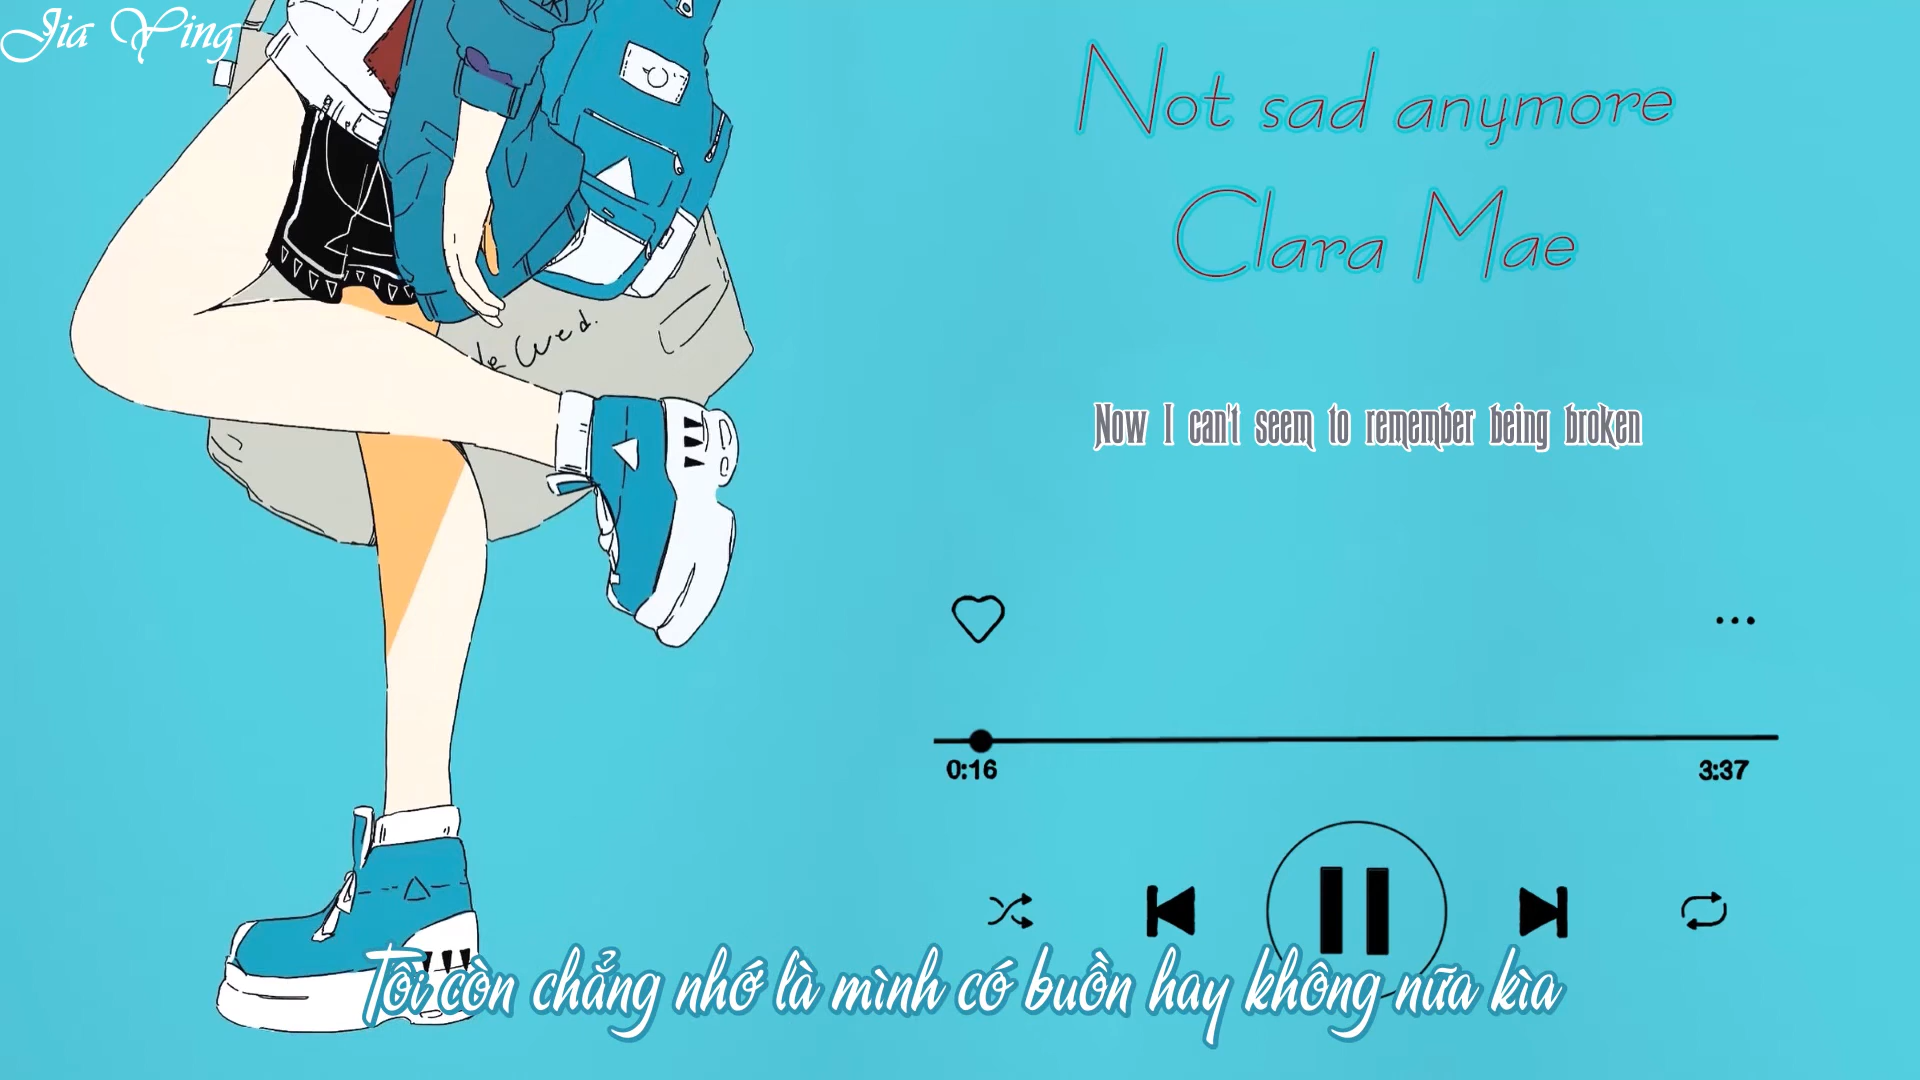 Jia Ying
Not sad anymore
Clara Mae
Now I can't seem to remember being broken
0:16
3:37
Tôi còn chẳng nhớ là mình có buồn hay không nữa kìa